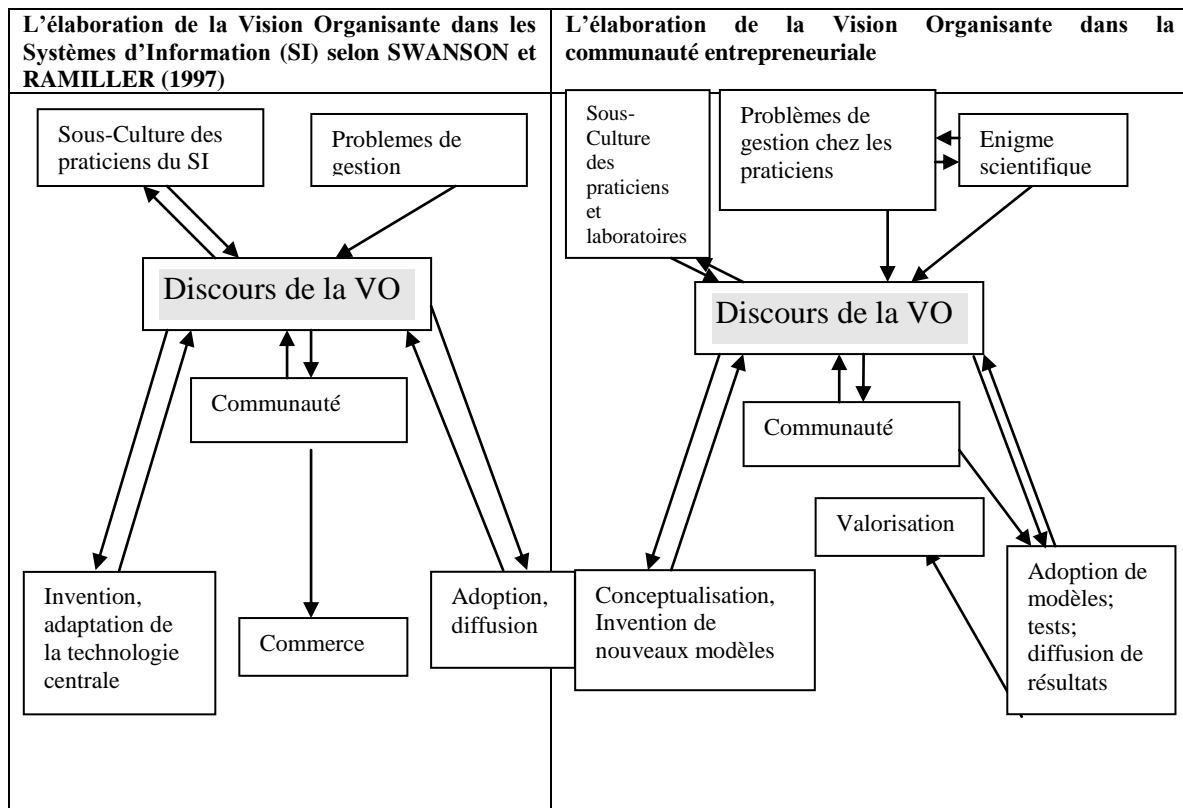 L’élaboration de la Vision Organisante dans les
Systèmes d’Information (SI) selon SWANSON et
RAMILLER (1997)
L’élaboration de la Vision Organisante dans la
communauté entrepreneuriale
Sous-Culture des
praticiens du SI
Problemes de
gestion
Discours de la VO
Communauté
Invention,
adaptation de
la technologie
centrale
Commerce
Adoption,
diffusion
Sous-
Culture
des
praticiens
et
laboratoires
Problèmes de
gestion chez les
praticiens
Enigme
scientifique
Discours de la VO
Communauté
Valorisation
Conceptualisation,
Invention de
nouveaux modèles
Adoption de
modèles;
tests;
diffusion de
résultats